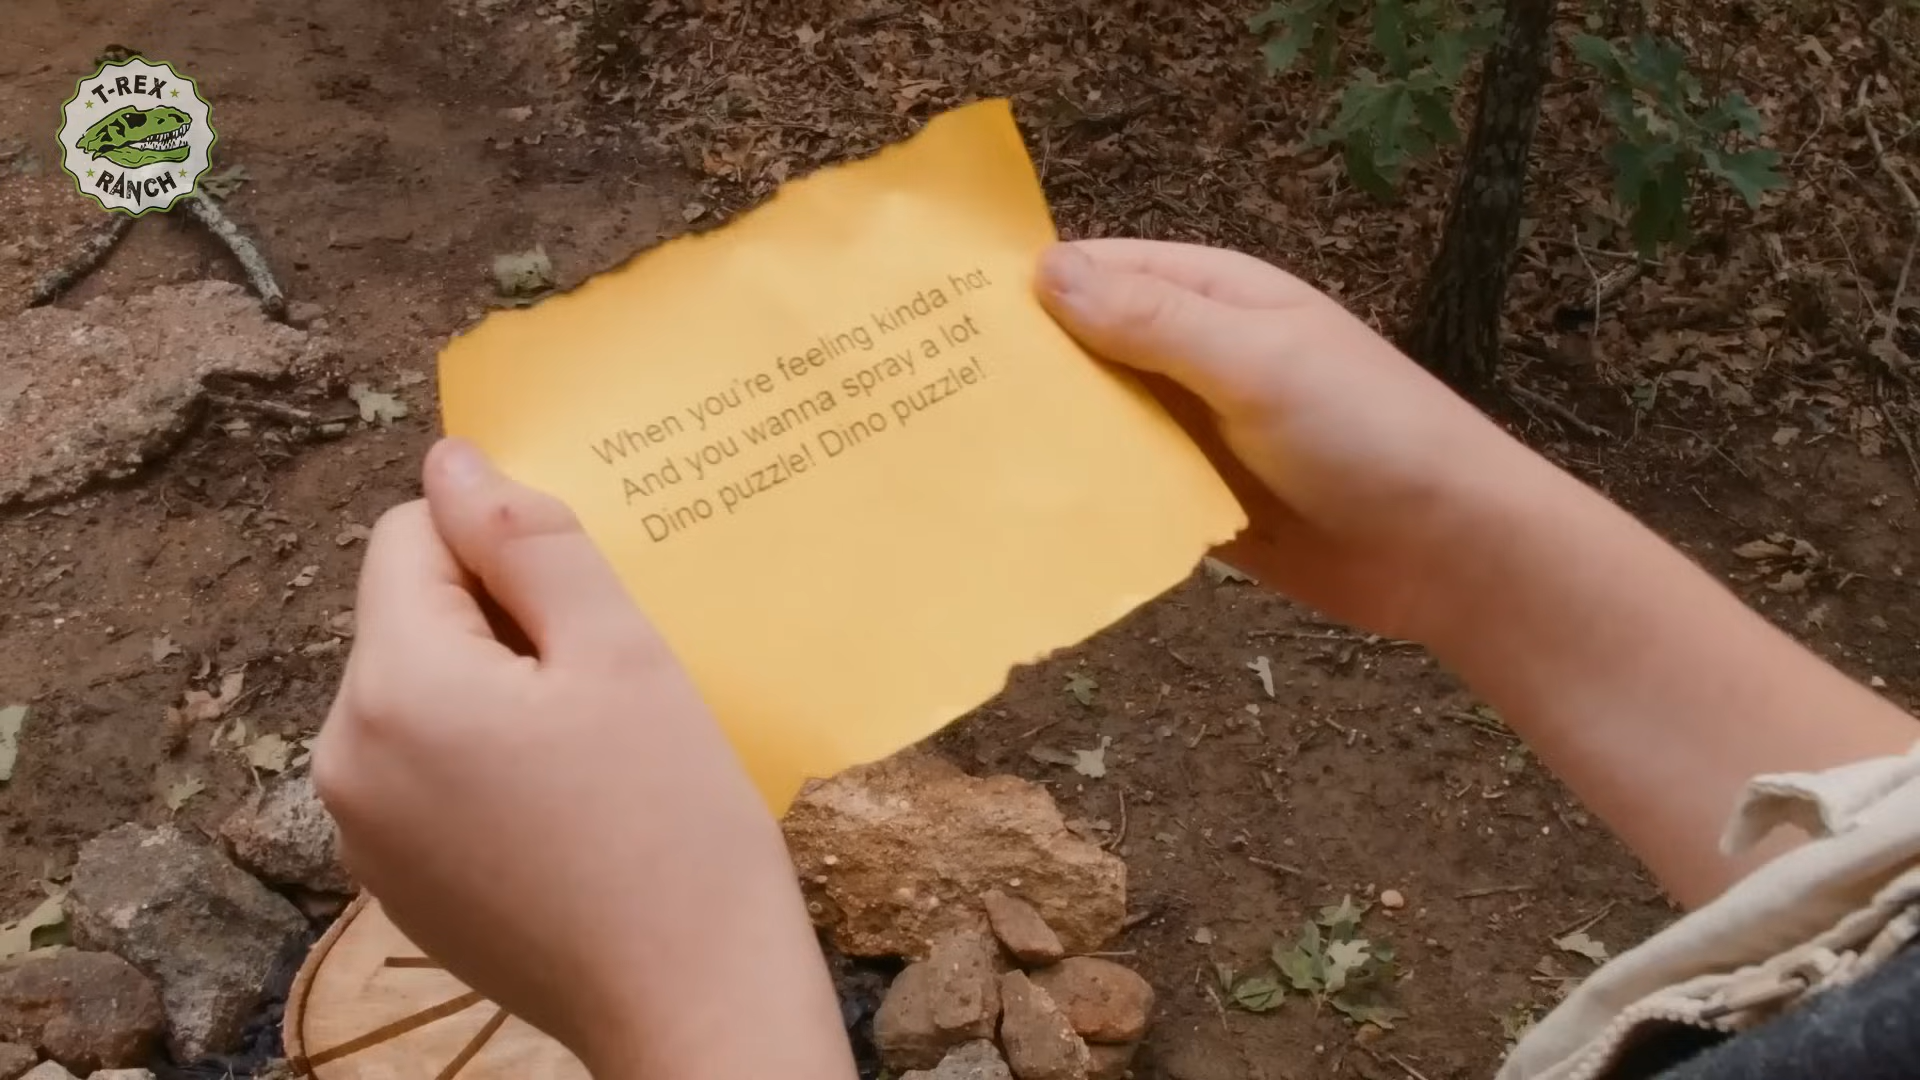 T-REX
RANCH
When you're feeling kinda hot
And you wanna spray a lot
Dino puzzle! Dino puzzle!